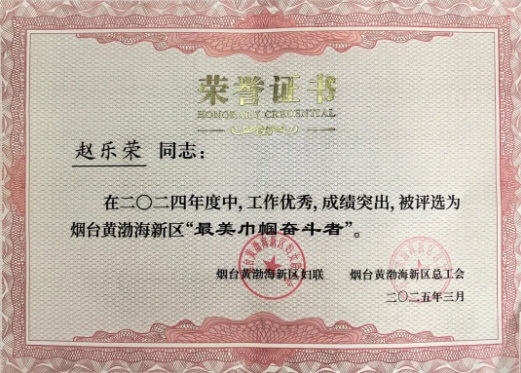 荣誉证书
HONORARY CREDENTIAL
赵乐荣 同志：
在二〇二四年度中,工作优秀,成绩突出,被评选为
烟台黄渤海新区“最美巾帼奋斗者”。
烟台黄渤海新区妇联 烟台黄渤海新区总工会
二〇二五年三月